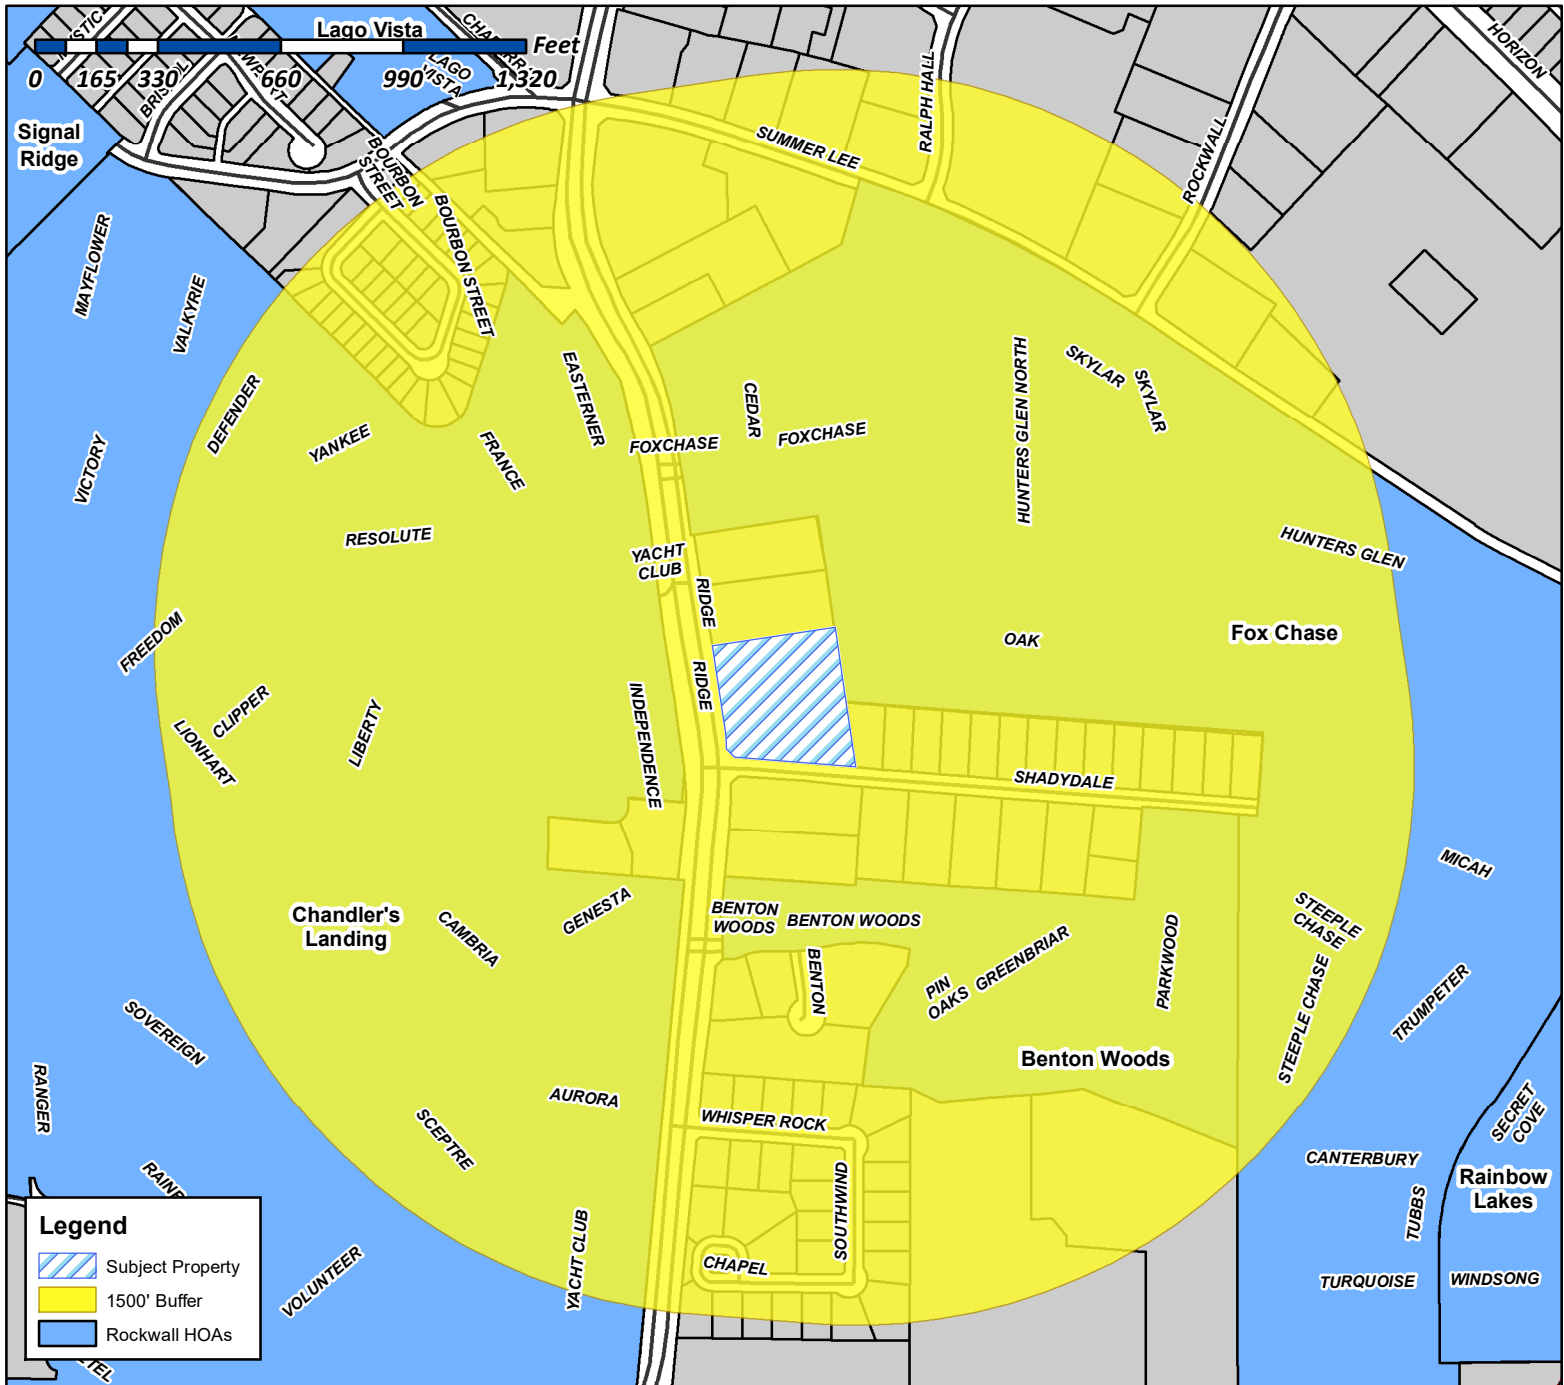 Lago Vista
Feet
0 165 330 660 990 1,320
BRISTOL
LAGO
VISTA
Signal
Ridge
BOURBON
STREET
BOURBON STREET
SUMMER LEE
RALPH HALL
ROCKWALL
HORIZON
MAYFLOWER
VALKYRIE
VICTORY
DEFENDER
YANKEE
FRANCE
EASTERNER
RESOLUTE
FOXCHASE
CEDAR
FOXCHASE
HUNTERS GLEN NORTH
SKYLAR
SKYLAR
HUNTERS GLEN
YACHT
CLUB
RIDGE
RIDGE
OAK
Fox Chase
FREEDOM
CLIPPER
LIONHART
LIBERTY
INDEPENDENCE
SHADYDALE
MICAH
Chandler's
Landing
CAMBRIA
GENESTA
BENTON
WOODS
BENTON WOODS
BENTON
PIN
OAKS
GREENBRIAR
PARKWOOD
STEEPLE
CHASE
STEEPLE CHASE
TRUMPETER
Benton Woods
SOVEREIGN
RANGER
SCEPTRE
AURORA
WHISPER ROCK
SOUTHWIND
CHAPEL
YACHT CLUB
VOLUNTEER
CANTERBURY
TUBBS
TURQUOISE
WINDSONG
SECRET
COVE
Rainbow
Lakes
Legend
Subject Property
1500' Buffer
Rockwall HOAs